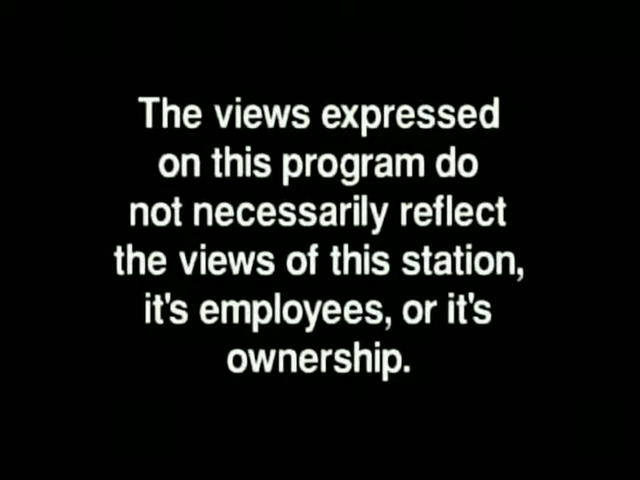 The views expressed
on this program do
not necessarily reflect
the views of this station,
it's employees, or it's
ownership.